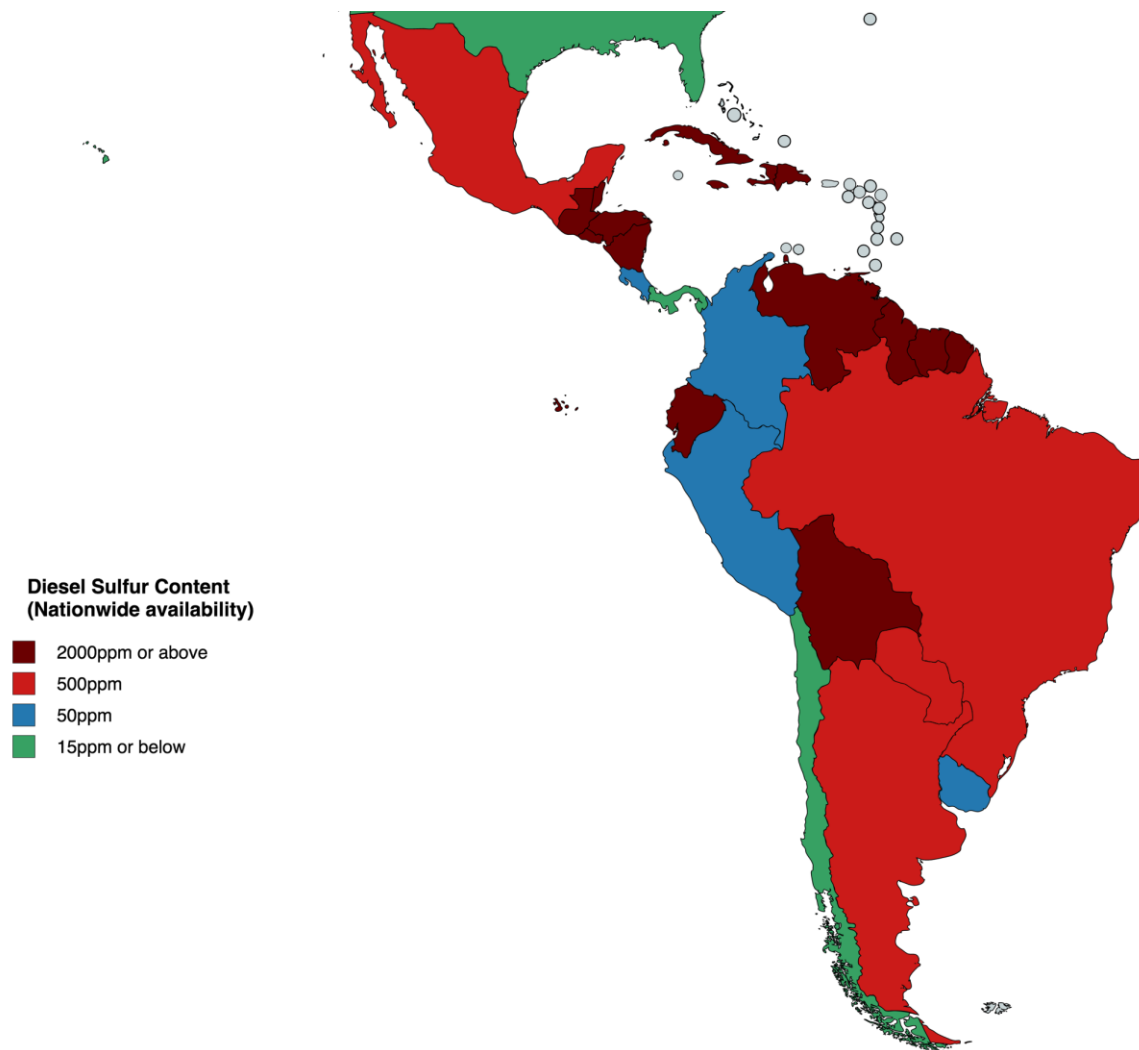 Diesel Sulfur Content
(Nationwide availability)
2000ppm or above
500ppm
50ppm
15ppm or below